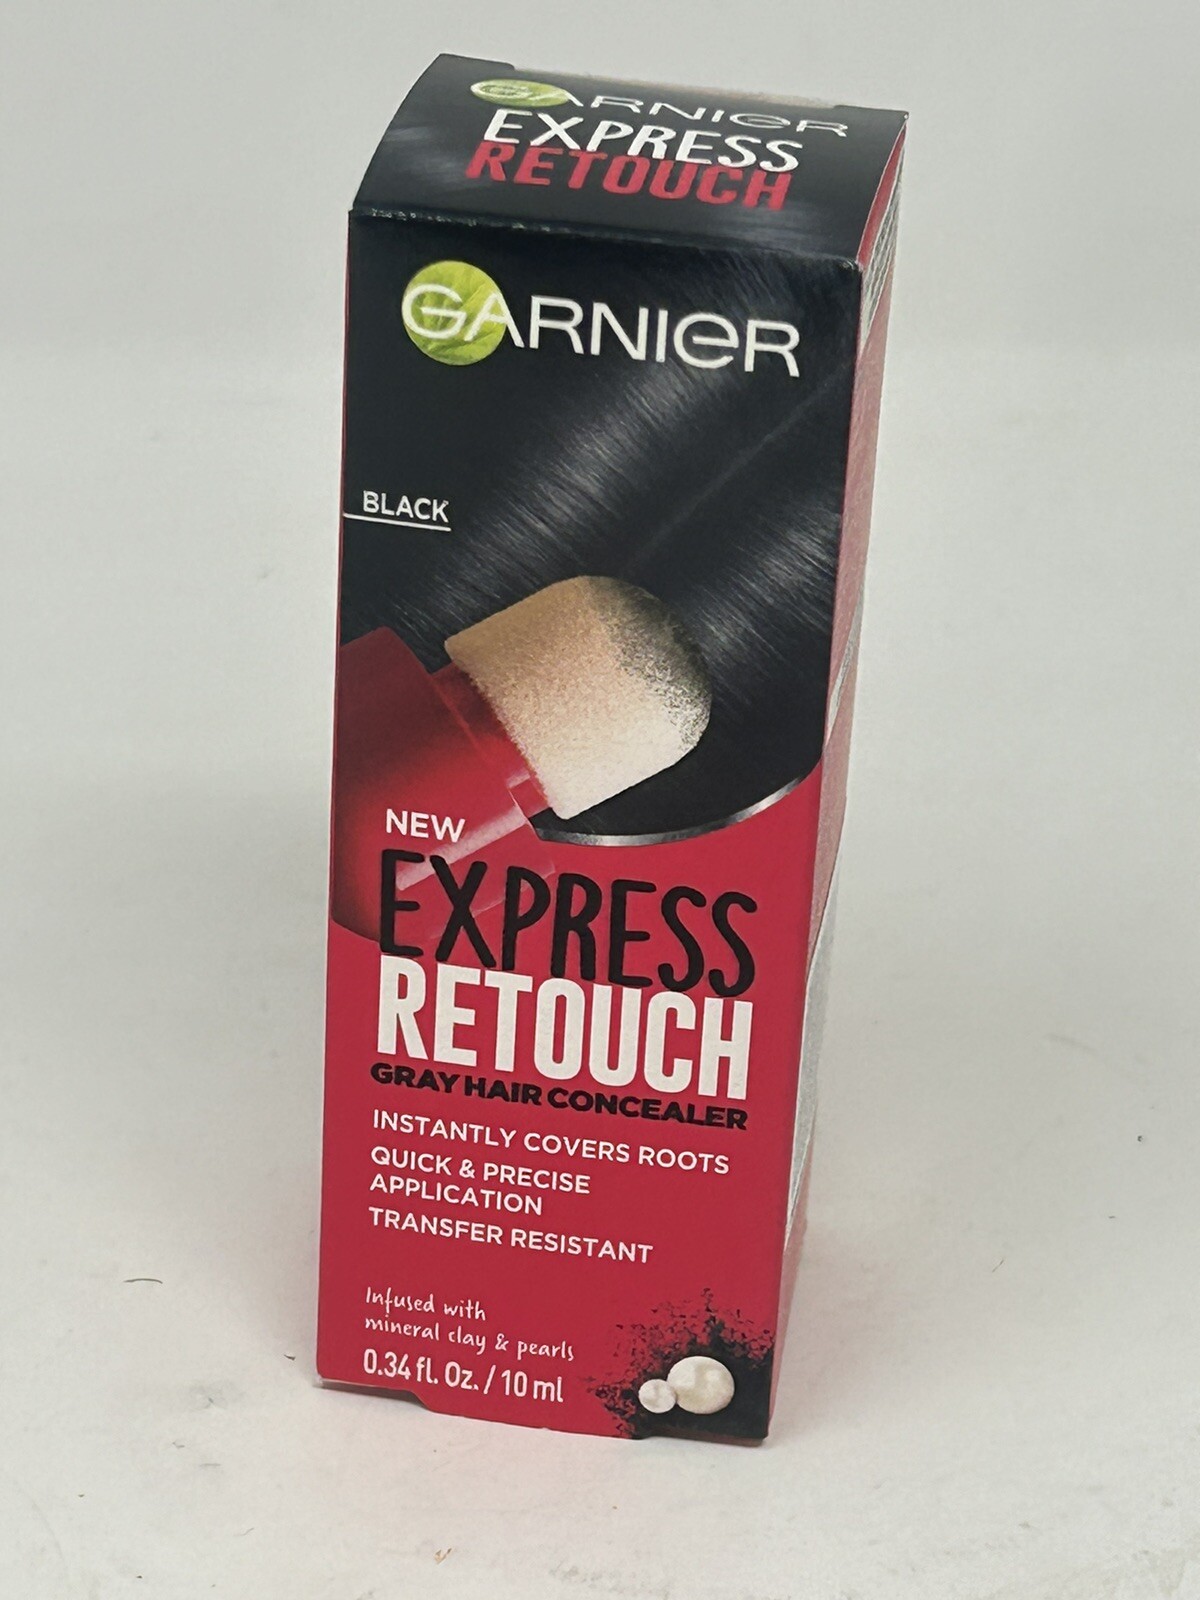 GARNIER
EXPRESS
RETOUCH
GARNIER
BLACK
NEW
EXPRESS
RETOUCH
GRAY HAIR CONCEALER
INSTANTLY COVERS ROOTS
QUICK & PRECISE
APPLICATION
TRANSFER RESISTANT
Infused with
mineral clay & pearls
0.34 fl. Oz. / 10 ml